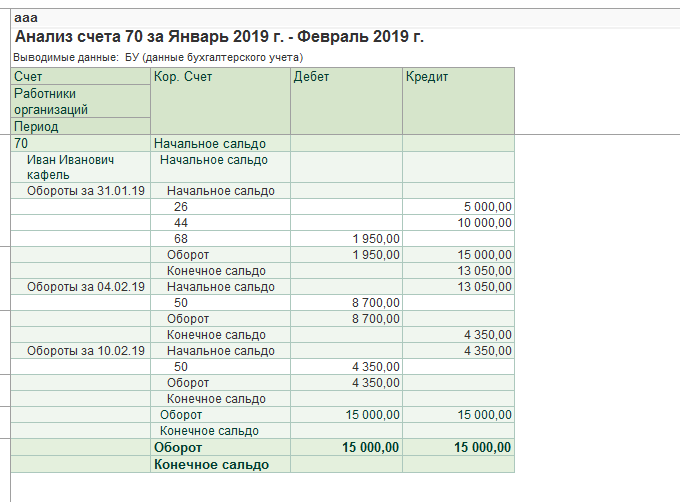 ааа
Анализ счета 70 за Январь 2019 г. - Февраль 2019 г.
Выводимые данные: БУ (данные бухгалтерского учета)
Счет Кор. Счет Дебет Кредит
Работники
организаций
Период
70 Начальное сальдо
Иван Иванович Начальное сальдо
кафель
Обороты за 31.01.19 Начальное сальдо
26 5 000,00
44 10 000,00
68 1 950,00
Оборот 1 950,00 15 000,00
Конечное сальдо 13 050,00
Обороты за 04.02.19 Начальное сальдо 13 050,00
50 8 700,00
Оборот 8 700,00
Конечное сальдо 4 350,00
Обороты за 10.02.19 Начальное сальдо 4 350,00
50 4 350,00
Оборот 4 350,00
Конечное сальдо
Оборот 15 000,00 15 000,00
Конечное сальдо
Оборот 15 000,00 15 000,00
Конечное сальдо